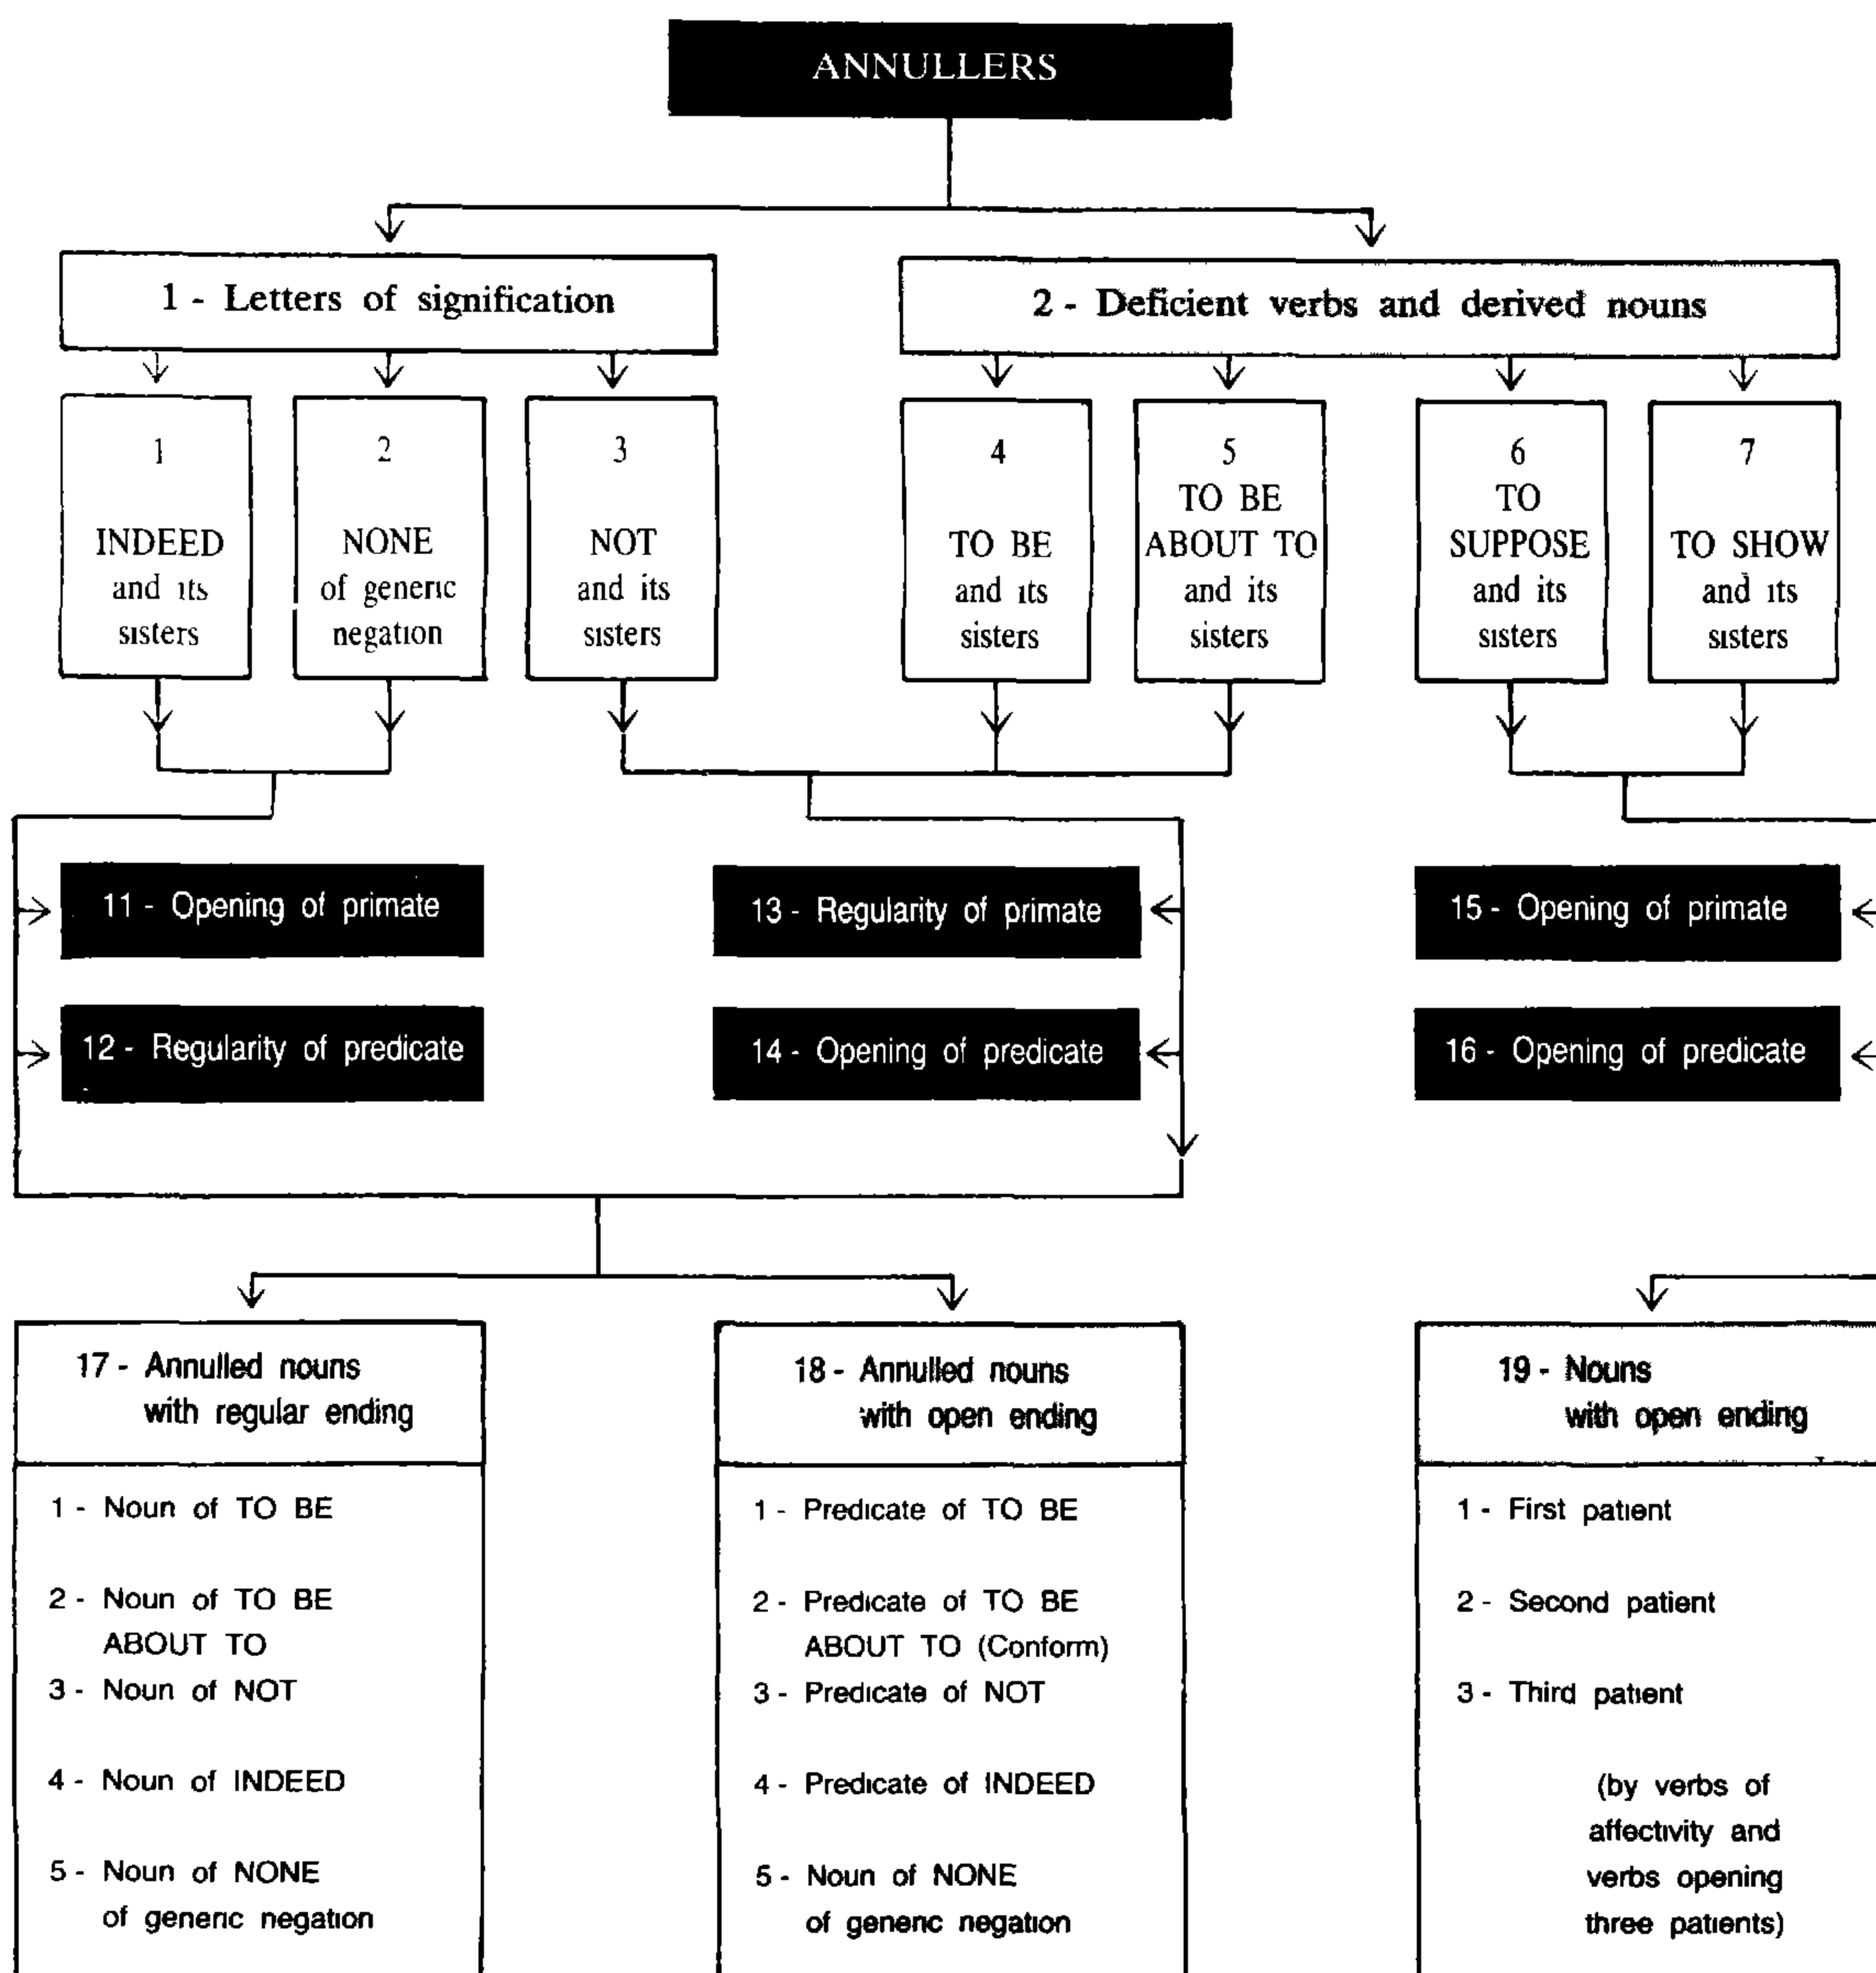 ANNULLERS
1 - Letters of signification
2 - Deficient verbs and derived nouns
1
INDEED
and its
sisters
2
NONE
of generic
negation
3
NOT
and its
sisters
4
TO BE
and its
sisters
5
TO BE
ABOUT TO
and its
sisters
6
TO
SUPPOSE
and its
sisters
7
TO SHOW
and its
sisters
11 - Opening of primate
12 - Regularity of predicate
13 - Regularity of primate
14 - Opening of predicate
15 - Opening of primate
16 - Opening of predicate
17 - Annulled nouns
with regular ending
1 - Noun of TO BE
2 - Noun of TO BE
ABOUT TO
3 - Noun of NOT
4 - Noun of INDEED
5 - Noun of NONE
of generic negation
18 - Annulled nouns
with open ending
1 - Predicate of TO BE
2 - Predicate of TO BE
ABOUT TO (Conform)
3 - Predicate of NOT
4 - Predicate of INDEED
5 - Noun of NONE
of generic negation
19 - Nouns
with open ending
1 - First patient
2 - Second patient
3 - Third patient
(by verbs of
affectivity and
verbs opening
three patients)